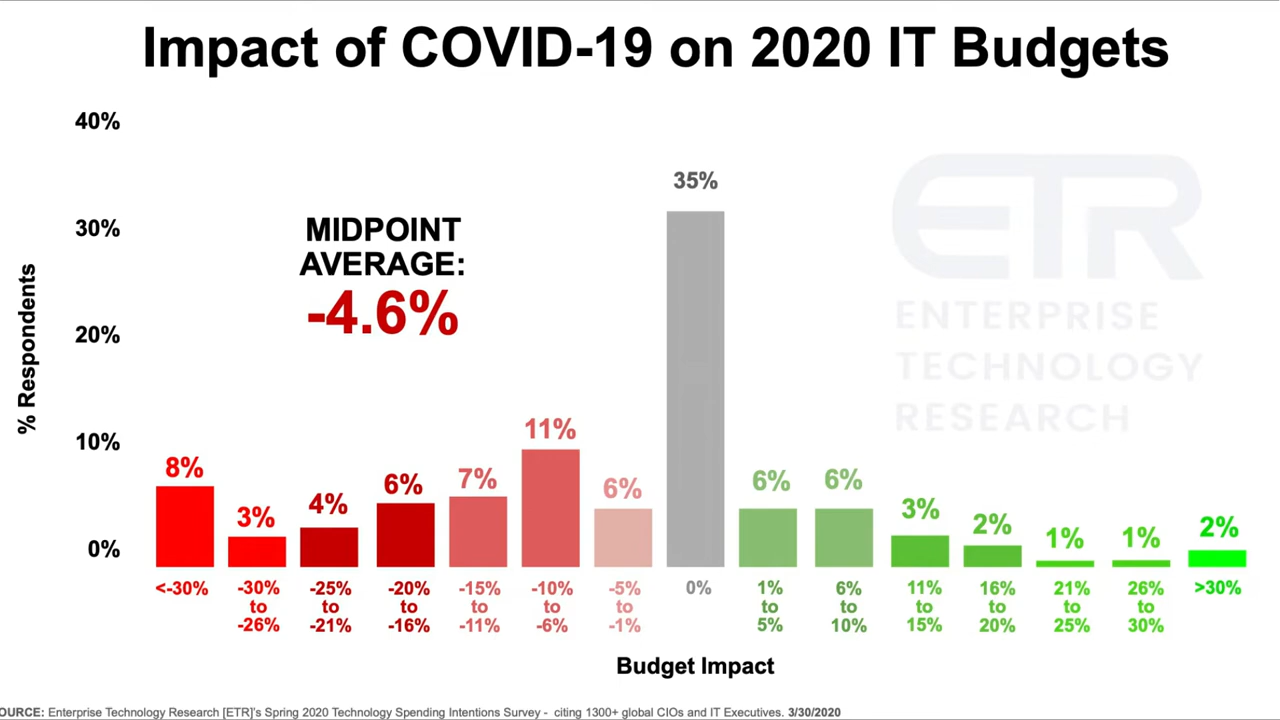 Impact of COVID-19 on 2020 IT Budgets
40%
30%
20%
10%
0%
% Respondents
MIDPOINT
AVERAGE:
-4.6%
ETR
ENTERPRISE
TECHNOLOGY
RESEARCH
8%
3%
4%
6%
7%
11%
6%
35%
6%
6%
3%
2%
1%
1%
2%
<-30%
-30%
to
-26%
-25%
to
-21%
-20%
to
-16%
-15%
to
-11%
-10%
to
-6%
-5%
to
-1%
0%
1%
to
5%
6%
to
10%
11%
to
15%
16%
to
20%
21%
to
25%
26%
to
30%
>30%
Budget Impact
OURCE: Enterprise Technology Research [ETR]'s Spring 2020 Technology Spending Intentions Survey - citing 1300+ global CIOs and IT Executives. 3/30/2020